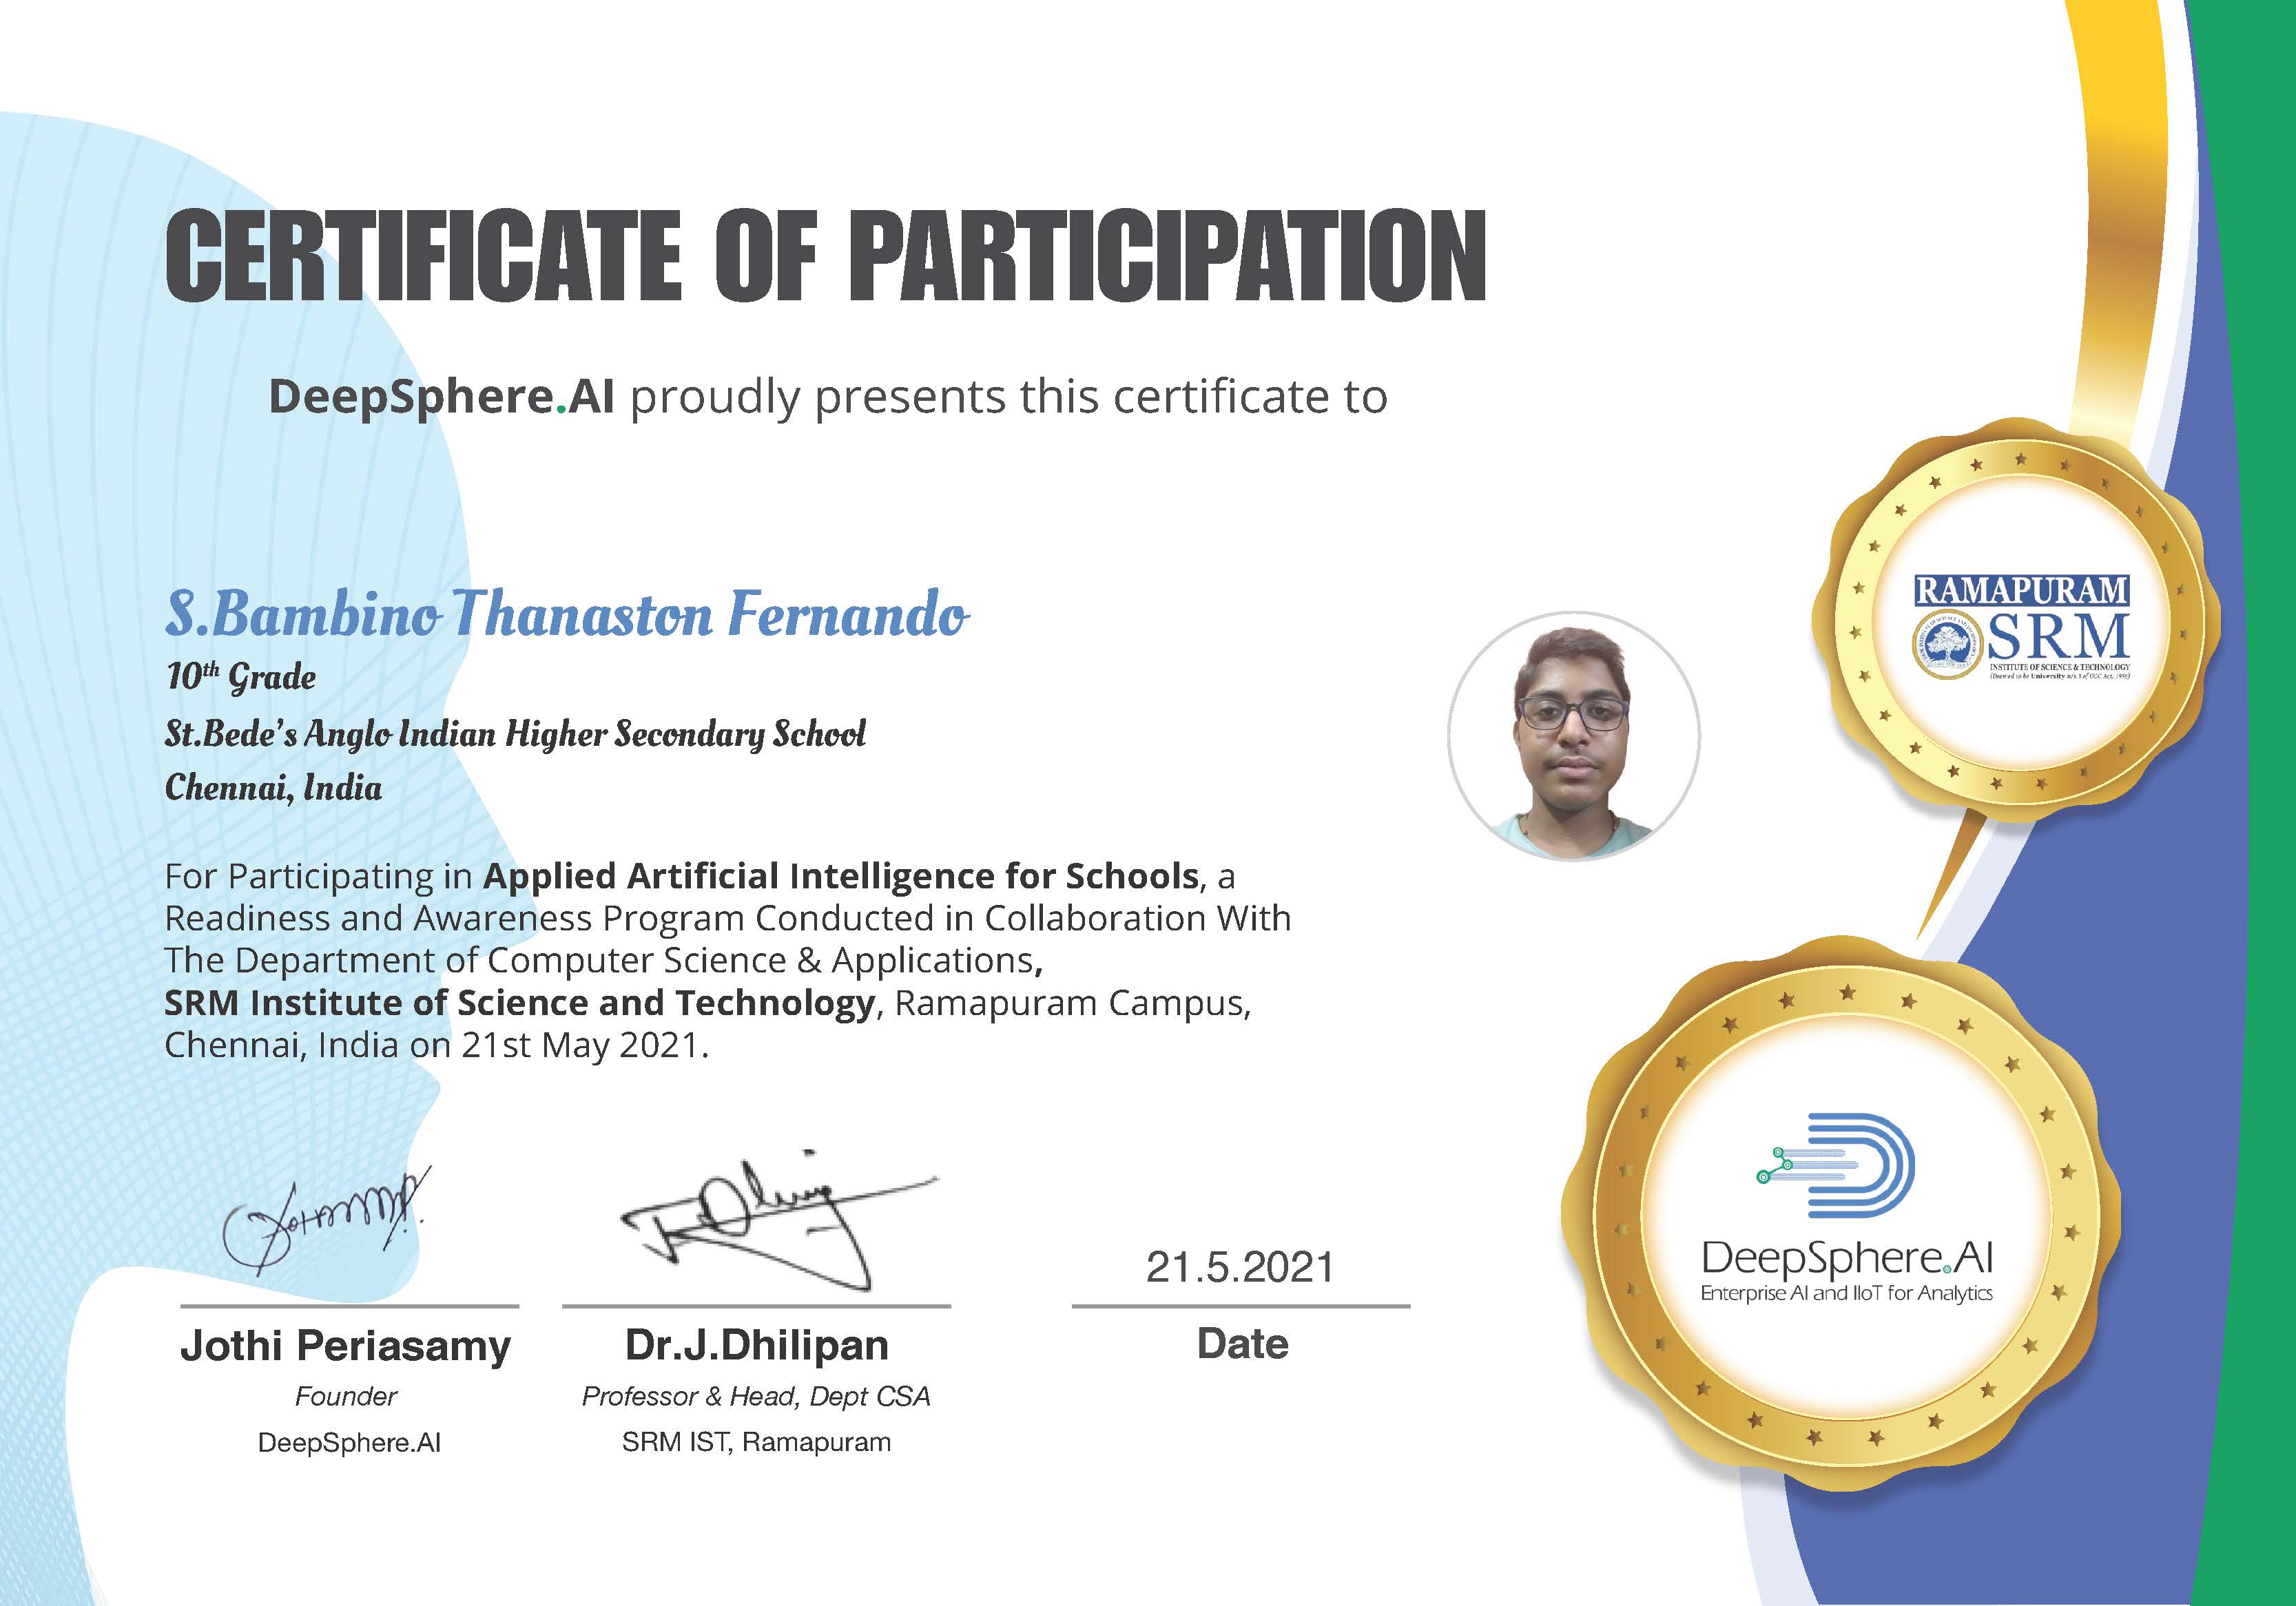 CERTIFICATE OF PARTICIPATION
DeepSphere.AI proudly presents this certificate to
S.Bambino Thanaston Fernando
10th Grade
St.Bede's Anglo Indian Higher Secondary School
Chennai, India
For Participating in Applied Artificial Intelligence for Schools, a
Readiness and Awareness Program Conducted in Collaboration With
The Department of Computer Science & Applications,
SRM Institute of Science and Technology, Ramapuram Campus,
Chennai, India on 21st May 2021.
21.5.2021
Jothi Periasamy
Founder
DeepSphere.AI
Dr.J.Dhilipan
Professor & Head, Dept CSA
SRM IST, Ramapuram
Date
RAMAPURAM
SRM
INSTITUTE OF SCIENCE & TECHNOLOGY
(Deemed to be University u/s 3 of UGC Act, 1956)
DeepSphere.AI
Enterprise AI and IIoT for Analytics